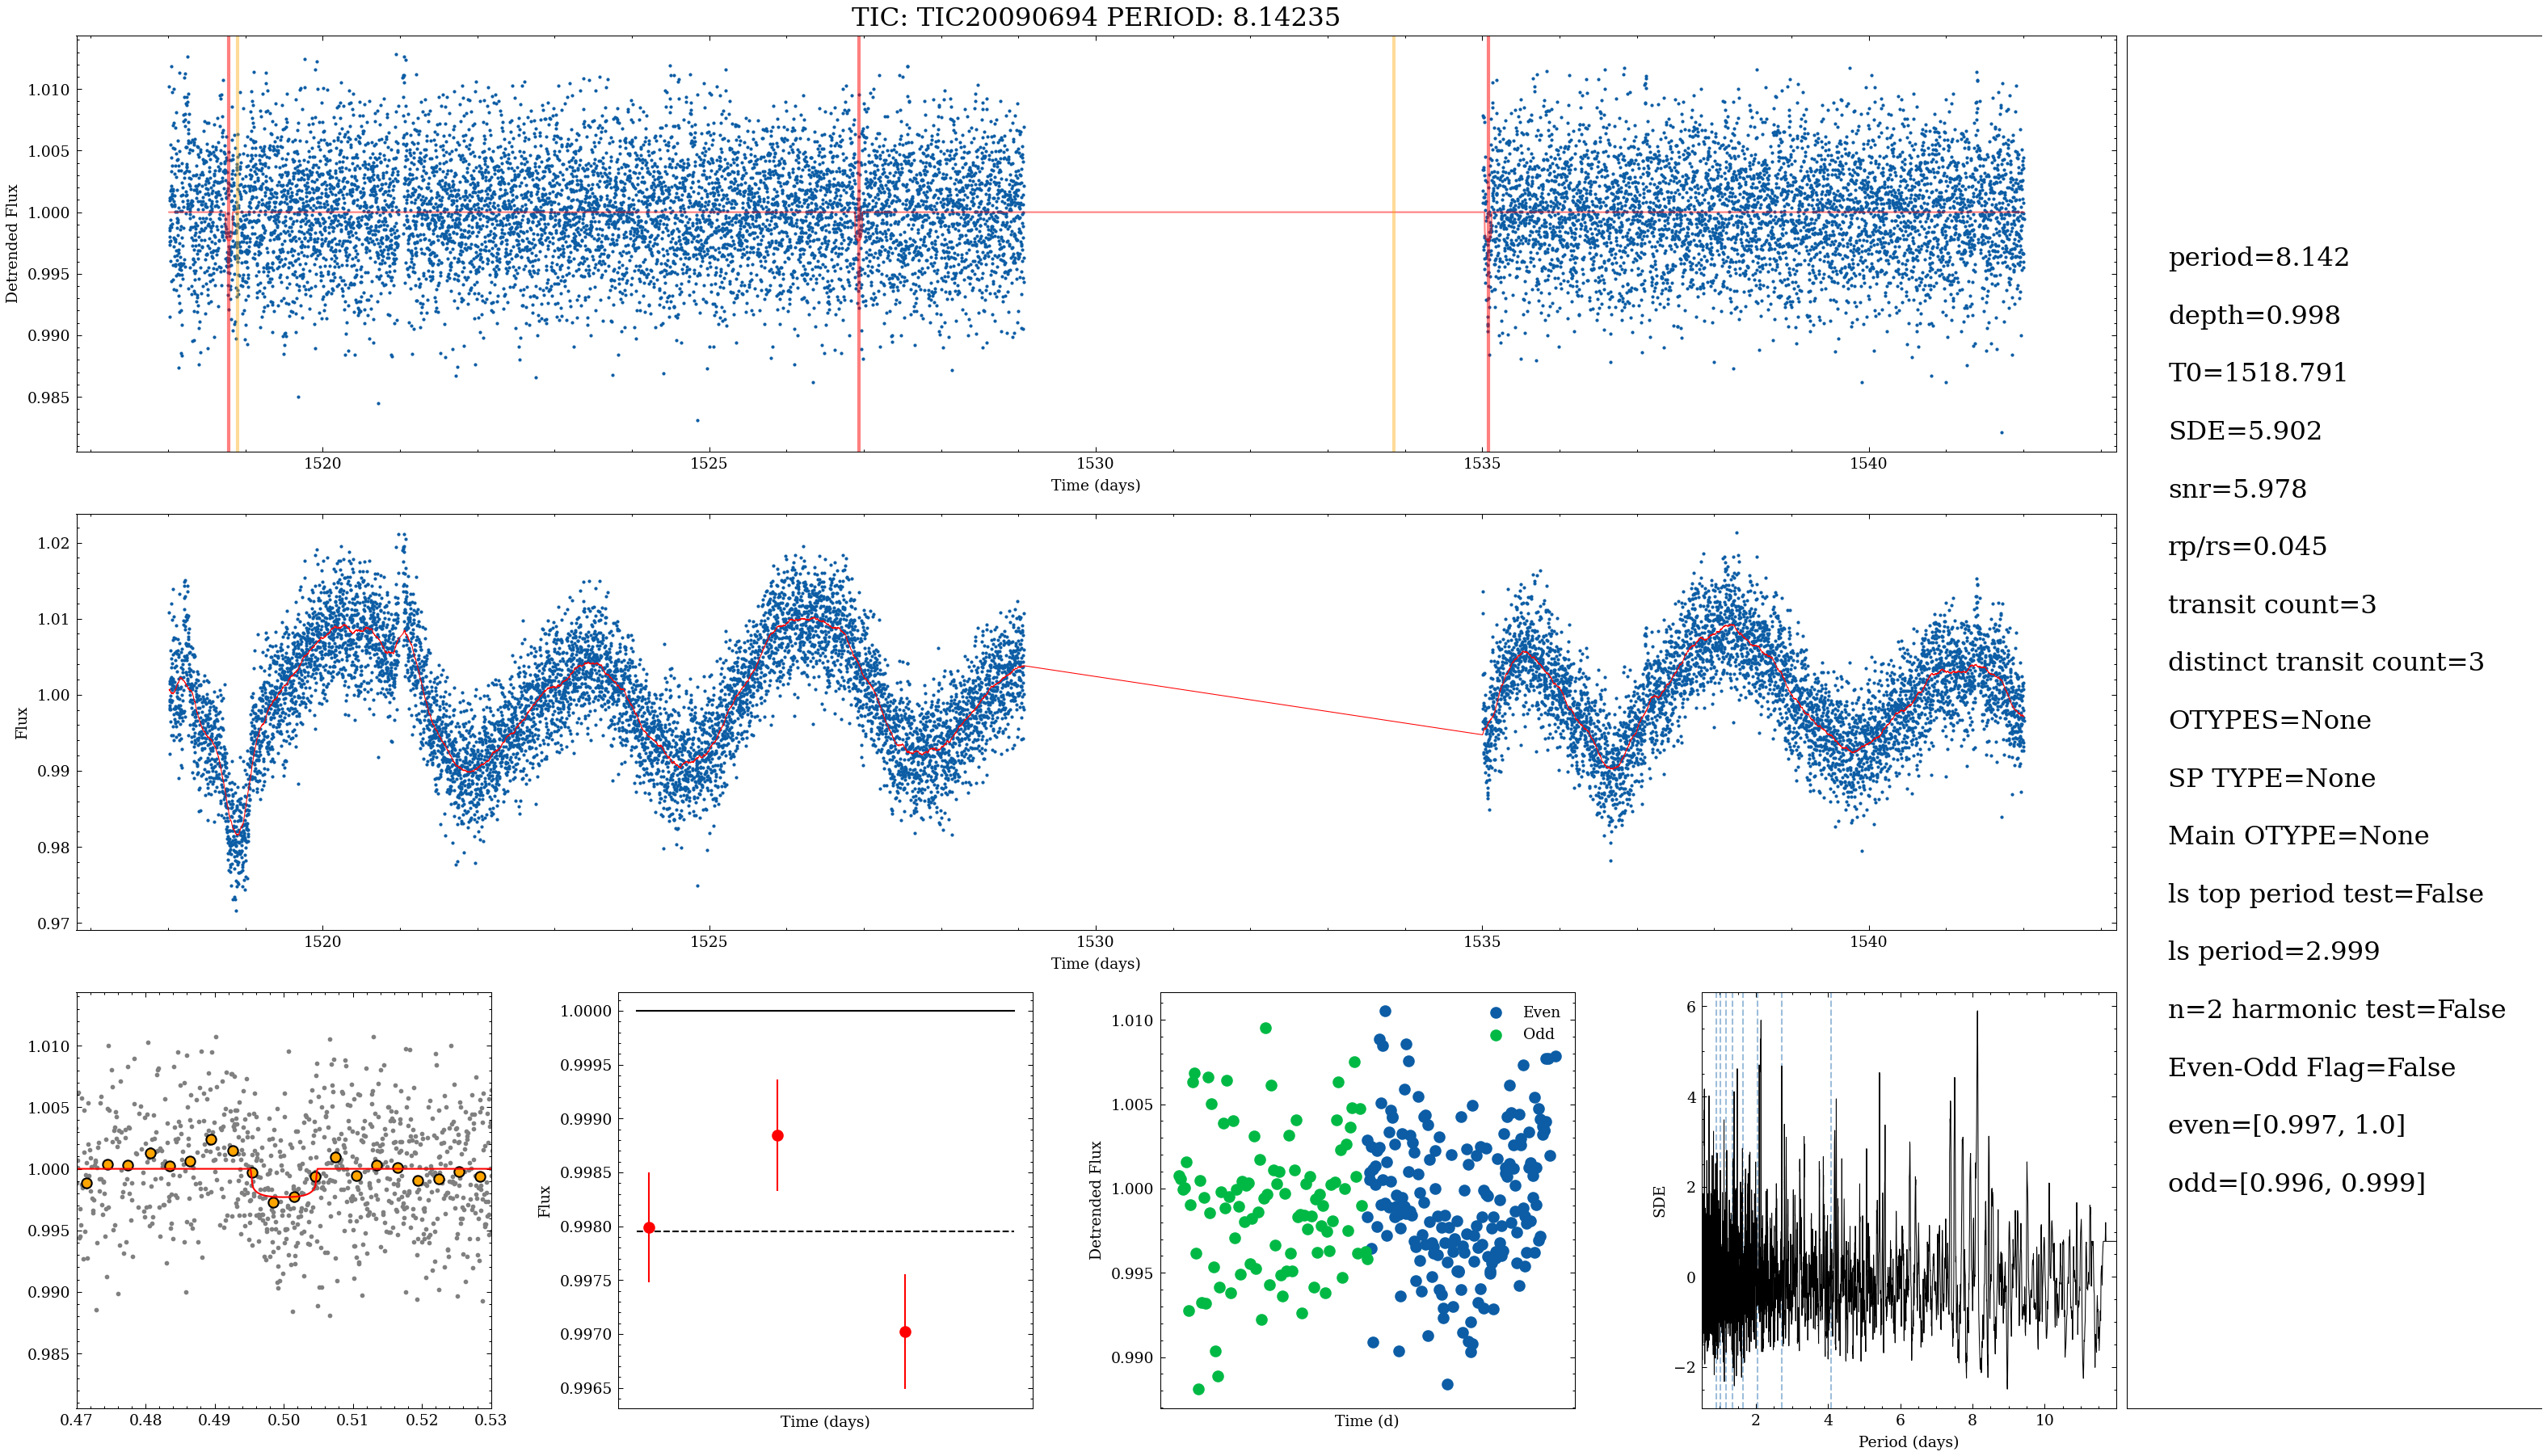 TIC: TIC20090694 PERIOD: 8.14235
1.010
1.005
1.000
0.995
0.990
0.985
Detrended Flux
1520
1525
1530
1535
1540
Time (days)
1.02
1.01
1.00
0.99
0.98
0.97
Flux
1520
1525
1530
1535
1540
Time (days)
1.010
1.005
1.000
0.995
0.990
0.985
0.47
0.48
0.49
0.50
0.51
0.52
0.53
1.0000
0.9995
0.9990
0.9985
0.9980
0.9975
0.9970
0.9965
Flux
Time (days)
1.010
1.005
1.000
0.995
0.990
Detrended Flux
Even
Odd
Time (d)
6
4
2
0
−2
SDE
2
4
6
8
10
Period (days)
period=8.142
depth=0.998
T0=1518.791
SDE=5.902
snr=5.978
rp/rs=0.045
transit count=3
distinct transit count=3
OTYPES=None
SP TYPE=None
Main OTYPE=None
ls top period test=False
ls period=2.999
n=2 harmonic test=False
Even-Odd Flag=False
even=[0.997, 1.0]
odd=[0.996, 0.999]